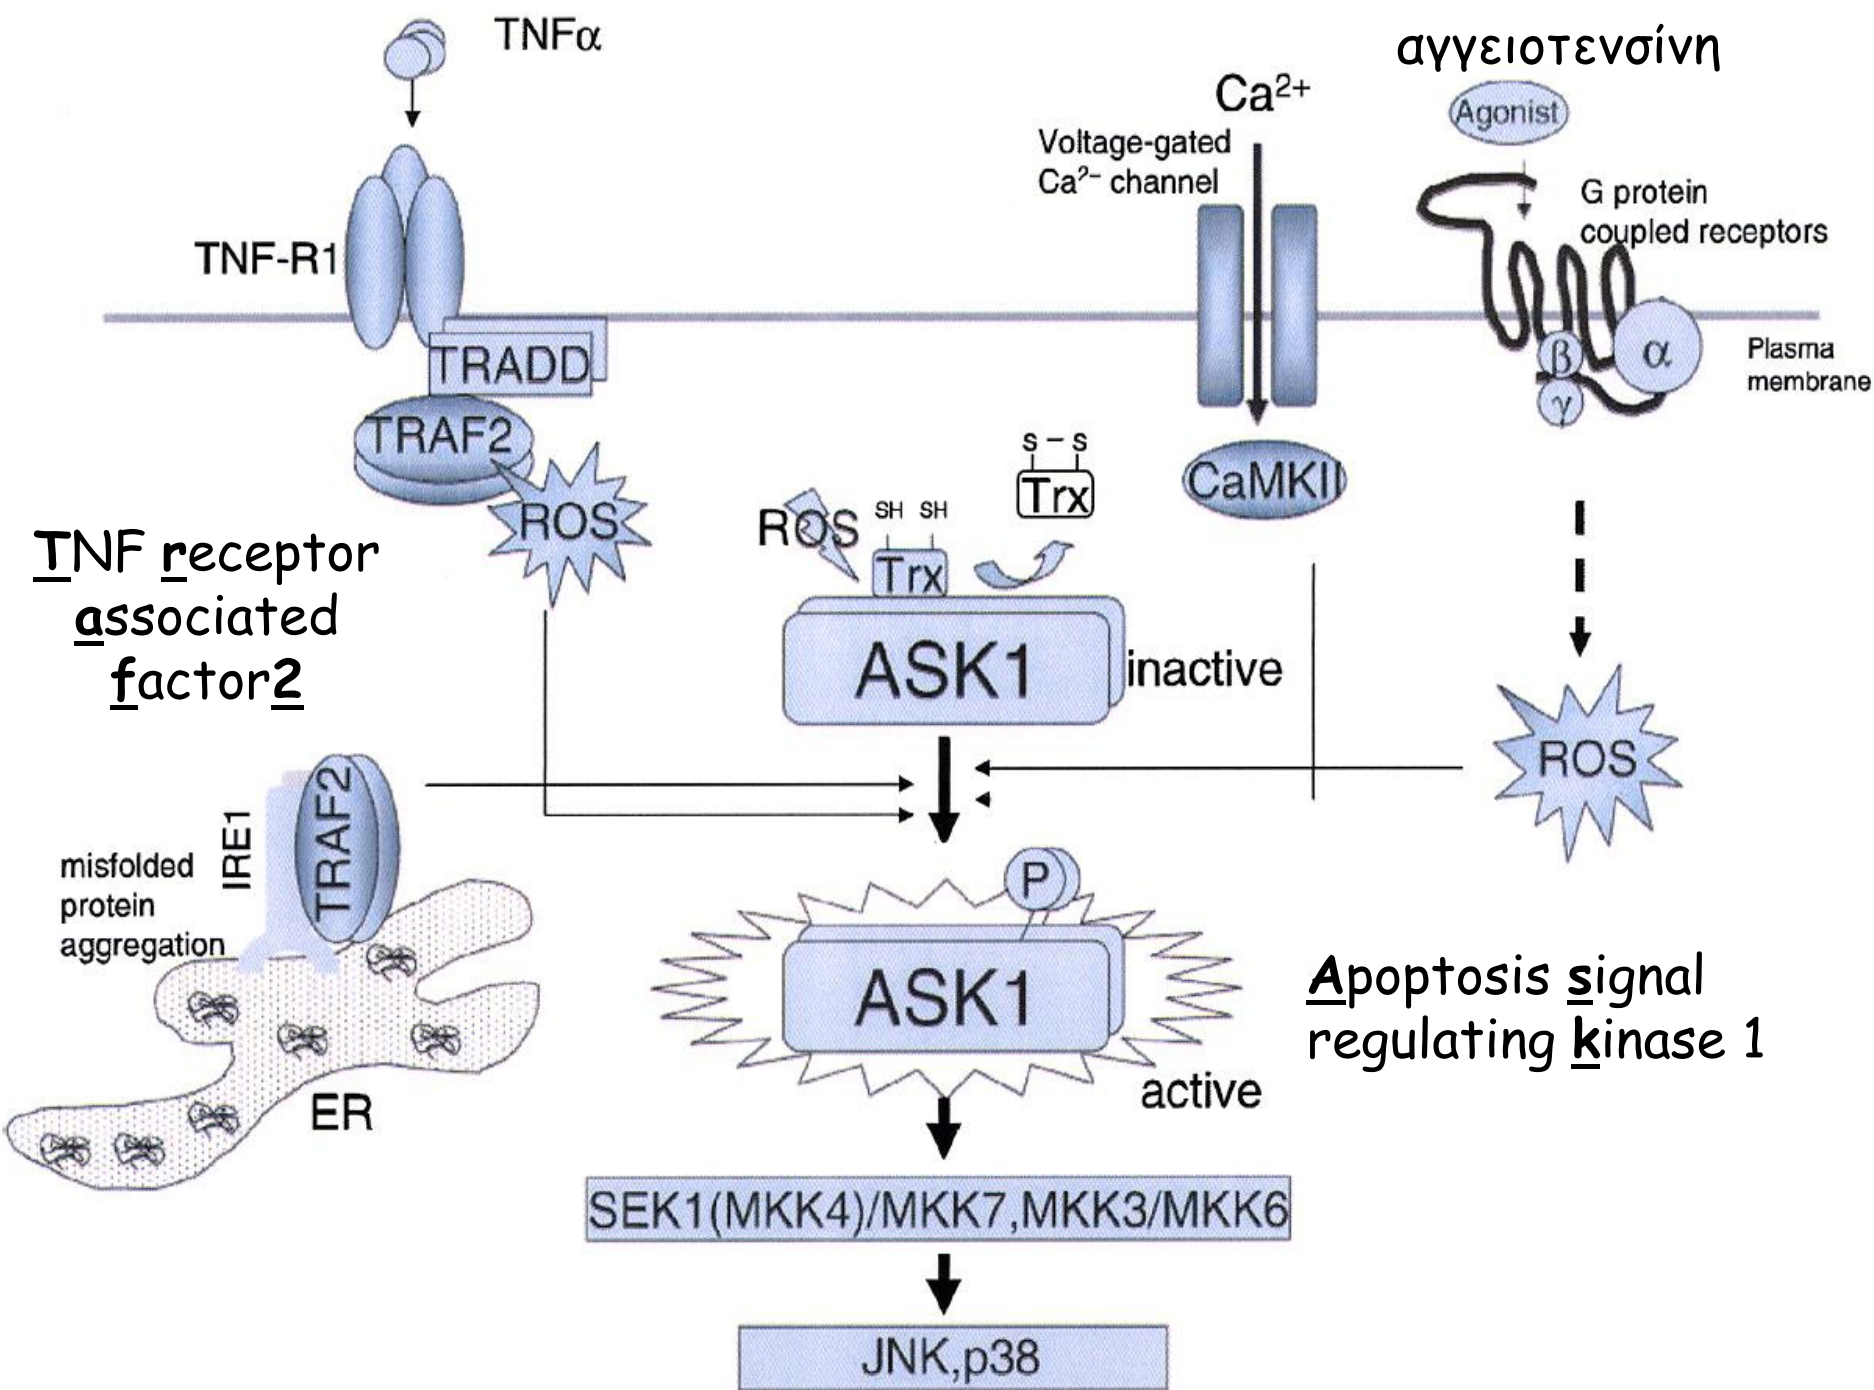 TNFα
αγγειοτενσίνη
Ca²⁺
Agonist
Voltage-gated
Ca²⁻ channel
G protein
coupled receptors
TNF-R1
TRADD
β
α
γ
Plasma
membrane
TRAF2
s – s
Trx
CaMKII
ROS
ROS
SH SH
Trx
TNF receptor
associated
factor2
ASK1
inactive
ROS
TRAF2
IRE1
misfolded
protein
aggregation
P
ASK1
active
Apoptosis signal
regulating kinase 1
ER
SEK1(MKK4)/MKK7,MKK3/MKK6
JNK,p38